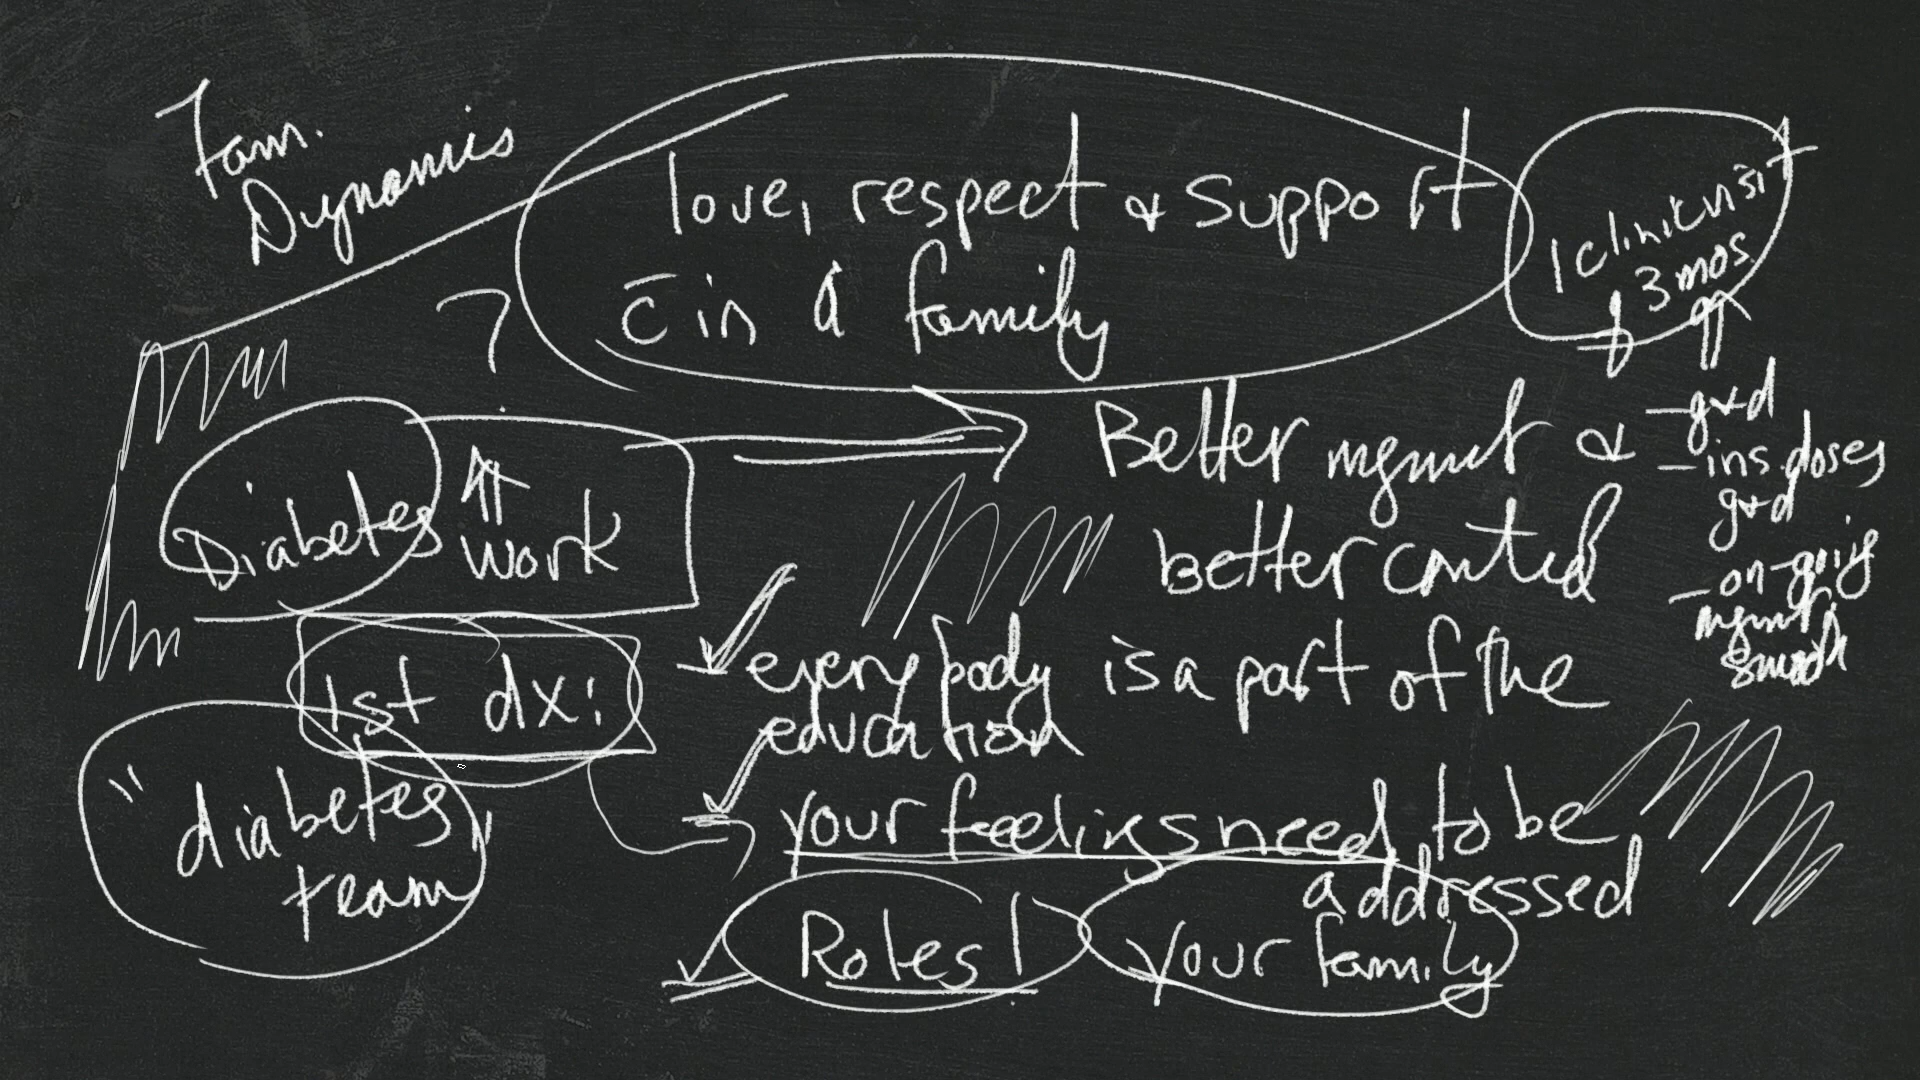 Fam.
Dynamics
love, respect & support
c̄ in a family
?
1 clinic visit
3 mos.
Diabetes
work
Better mgmt &
better control
- g+d
- ins. doses
g+d
- on-going
mgmt
1st dx:
everybody is a part of the
education
"diabetes
team"
your feelings need to be
addressed
Roles!
your family